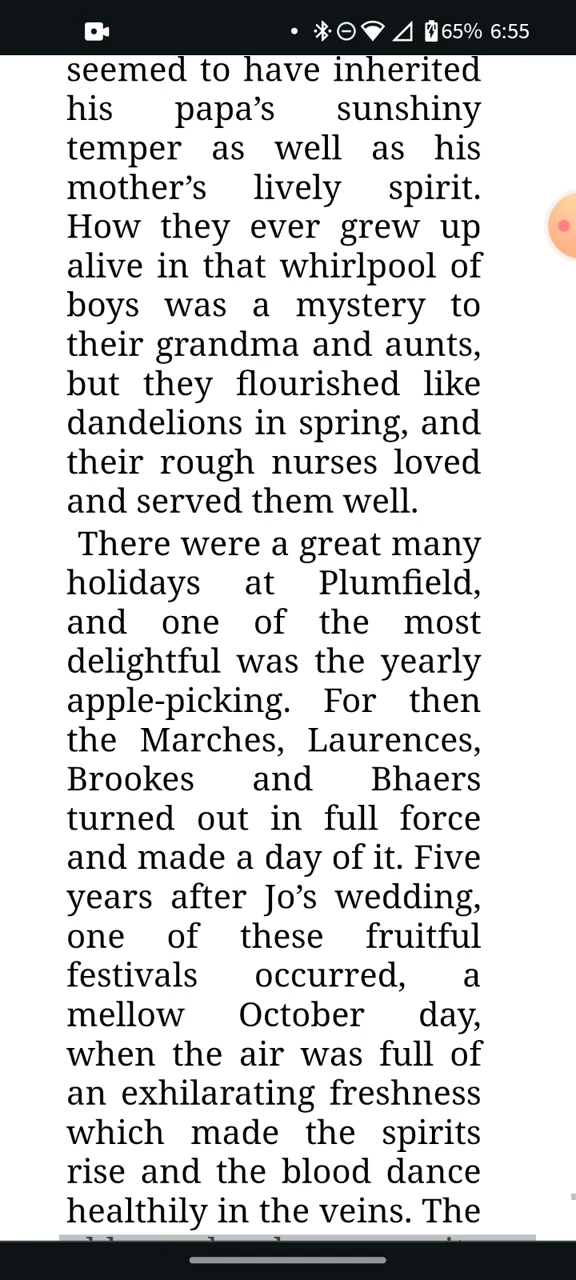 65% 6:55
seemed to have inherited
his papa’s sunshiny
temper as well as his
mother’s lively spirit.
How they ever grew up
alive in that whirlpool of
boys was a mystery to
their grandma and aunts,
but they flourished like
dandelions in spring, and
their rough nurses loved
and served them well.
There were a great many
holidays at Plumfield,
and one of the most
delightful was the yearly
apple-picking. For then
the Marches, Laurences,
Brookes and Bhaers
turned out in full force
and made a day of it. Five
years after Jo’s wedding,
one of these fruitful
festivals occurred, a
mellow October day,
when the air was full of
an exhilarating freshness
which made the spirits
rise and the blood dance
healthily in the veins. The